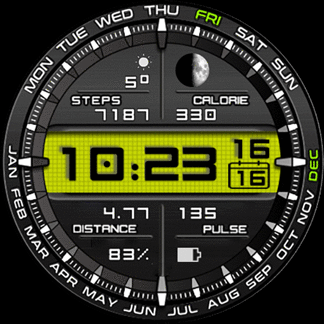 MON TUE WED THU FRI SAT SUN
5°
STEPS CALORIE
7187 330
10:23 16
16
4.77 135
DISTANCE PULSE
83%
JAN FEB MAR APR MAY JUN JUL AUG SEP OCT NOV DEC